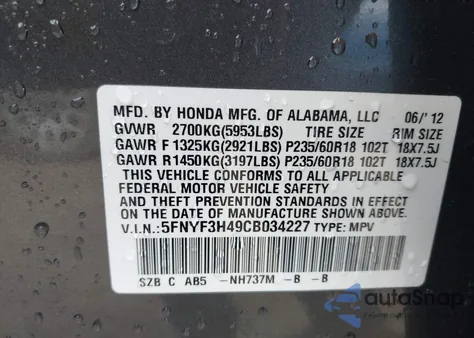 MFD. BY HONDA MFG. OF ALABAMA, LLC 06/'12
GVWR 2700KG(5953LBS) TIRE SIZE RIM SIZE
GAWR F 1325KG(2921LBS) P235/60R18 102T 18X7.5J
GAWR R1450KG(3197LBS) P235/60R18 102T 18X7.5J
THIS VEHICLE CONFORMS TO ALL APPLICABLE
FEDERAL MOTOR VEHICLE SAFETY
AND THEFT PREVENTION STANDARDS IN EFFECT
ON THE DATE OF MANUFACTURE SHOWN ABOVE.
V.I.N.:5FNYF3H49CB034227 TYPE: MPV
SZB C AB5 -NH737M -B -B
autoSnap